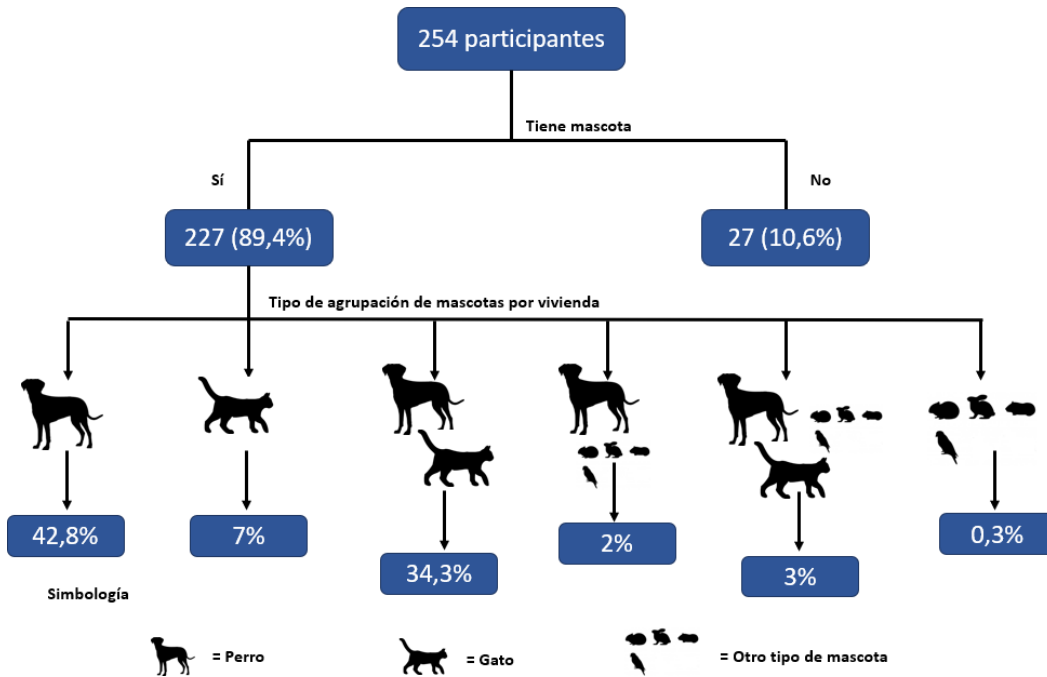 254 participantes
Tiene mascota
Sí
No
227 (89,4%)
27 (10,6%)
Tipo de agrupación de mascotas por vivienda
42,8%
7%
34,3%
2%
3%
0,3%
Simbología
= Perro
= Gato
= Otro tipo de mascota